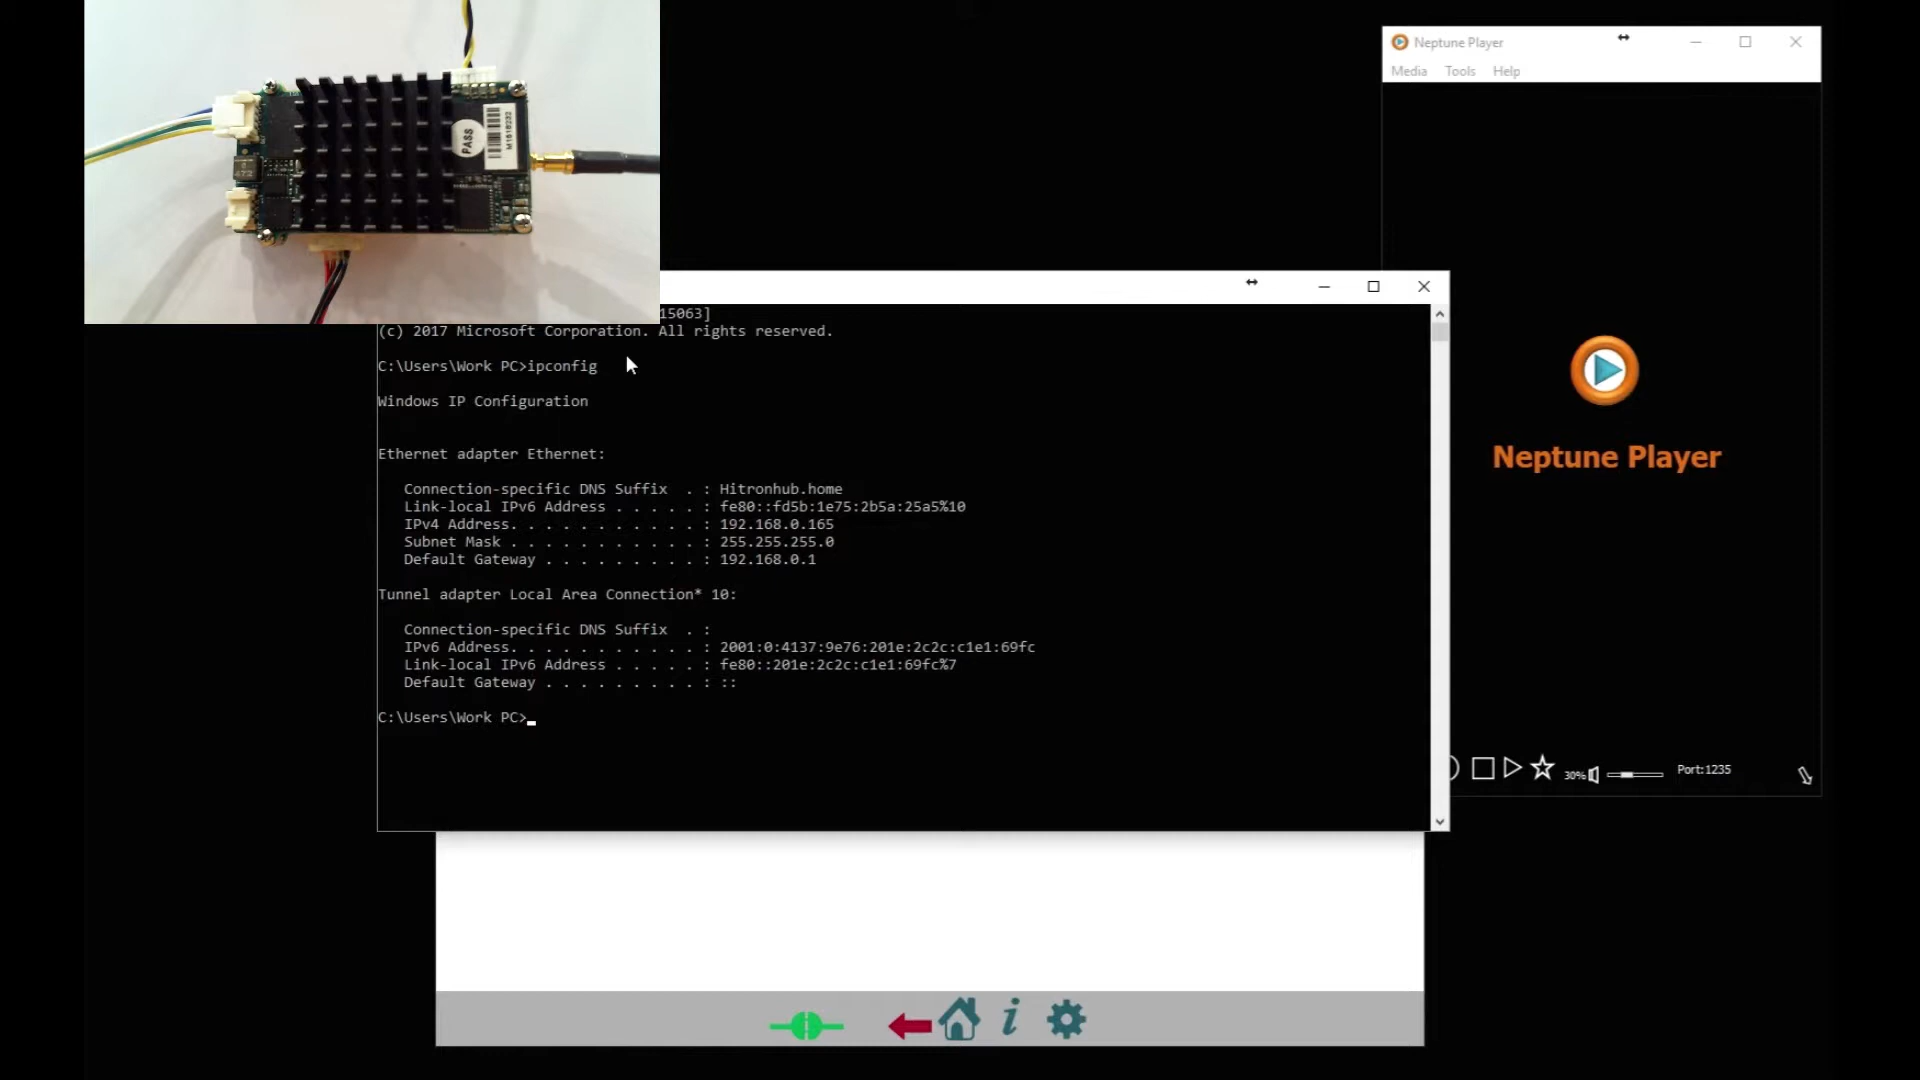 PASS
M1618232
472
Neptune Player
Media Tools Help
15063]
(c) 2017 Microsoft Corporation. All rights reserved.
C:\Users\Work PC>ipconfig
Windows IP Configuration
Ethernet adapter Ethernet:
Connection-specific DNS Suffix . : Hitronhub.home
Link-local IPv6 Address . . . . . : fe80::fd5b:1e75:2b5a:25a5%10
IPv4 Address. . . . . . . . . . . : 192.168.0.165
Subnet Mask . . . . . . . . . . . : 255.255.255.0
Default Gateway . . . . . . . . . : 192.168.0.1
Tunnel adapter Local Area Connection* 10:
Connection-specific DNS Suffix . :
IPv6 Address. . . . . . . . . . . : 2001:0:4137:9e76:201e:2c2c:c1e1:69fc
Link-local IPv6 Address . . . . . : fe80::201e:2c2c:c1e1:69fc%7
Default Gateway . . . . . . . . . : ::
C:\Users\Work PC>
Neptune Player
30%
Port:1235
i